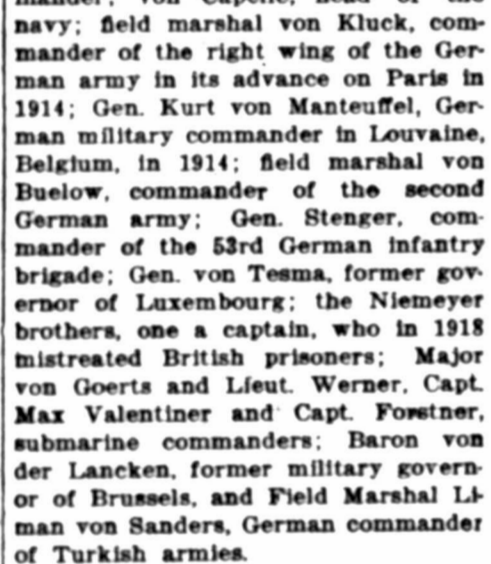 mander; von Capelle, head of the
navy; field marshal von Kluck, com-
mander of the right wing of the Ger-
man army in its advance on Paris in
1914; Gen. Kurt von Manteuffel, Ger-
man military commander in Louvaine,
Belgium, in 1914; field marshal von
Buelow, commander of the second
German army; Gen. Stenger, com-
mander of the 53rd German infantry
brigade; Gen. von Tesma, former gov-
ernor of Luxembourg; the Niemeyer
brothers, one a captain, who in 1918
mistreated British prisoners; Major
von Goerts and Lieut. Werner, Capt.
Max Valentiner and Capt. Forstner,
submarine commanders; Baron von
der Lancken, former military govern-
or of Brussels, and Field Marshal Li-
man von Sanders, German commander
of Turkish armies.